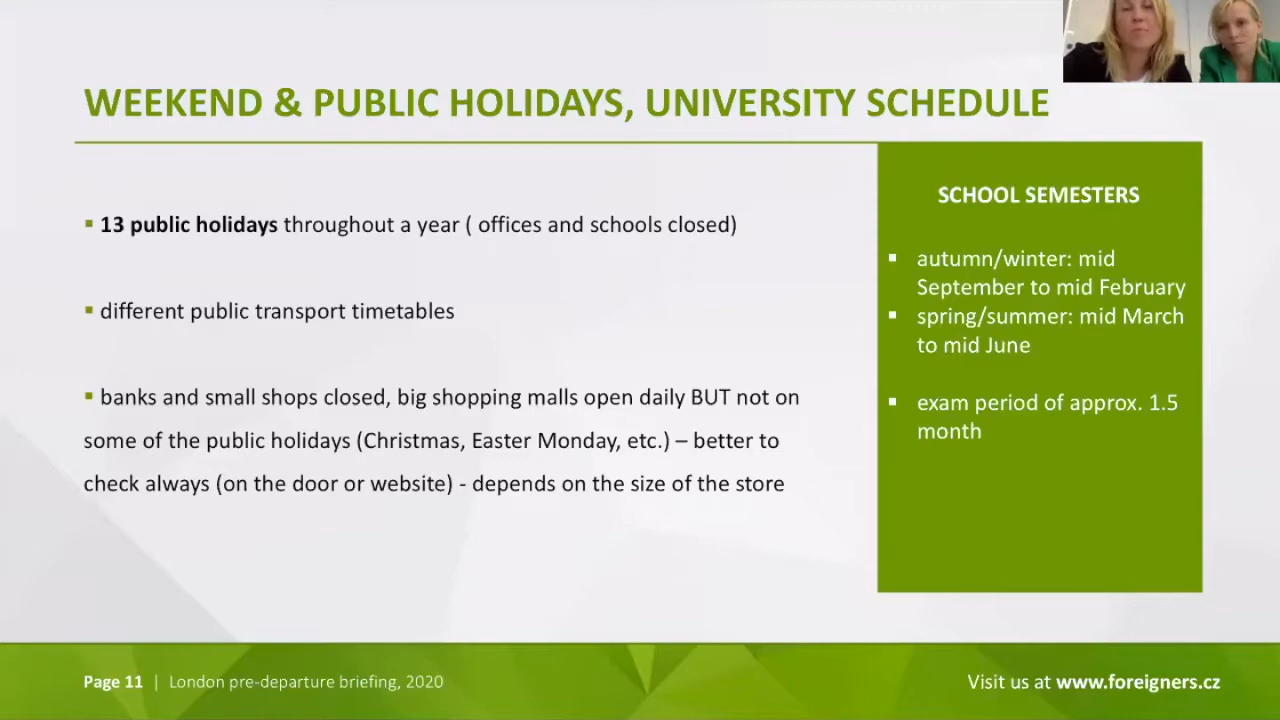 WEEKEND & PUBLIC HOLIDAYS, UNIVERSITY SCHEDULE
▪ 13 public holidays throughout a year ( offices and schools closed)
▪ different public transport timetables
▪ banks and small shops closed, big shopping malls open daily BUT not on
some of the public holidays (Christmas, Easter Monday, etc.) – better to
check always (on the door or website) - depends on the size of the store
SCHOOL SEMESTERS
▪ autumn/winter: mid
September to mid February
▪ spring/summer: mid March
to mid June
▪ exam period of approx. 1.5
month
Page 11 | London pre-departure briefing, 2020
Visit us at www.foreigners.cz